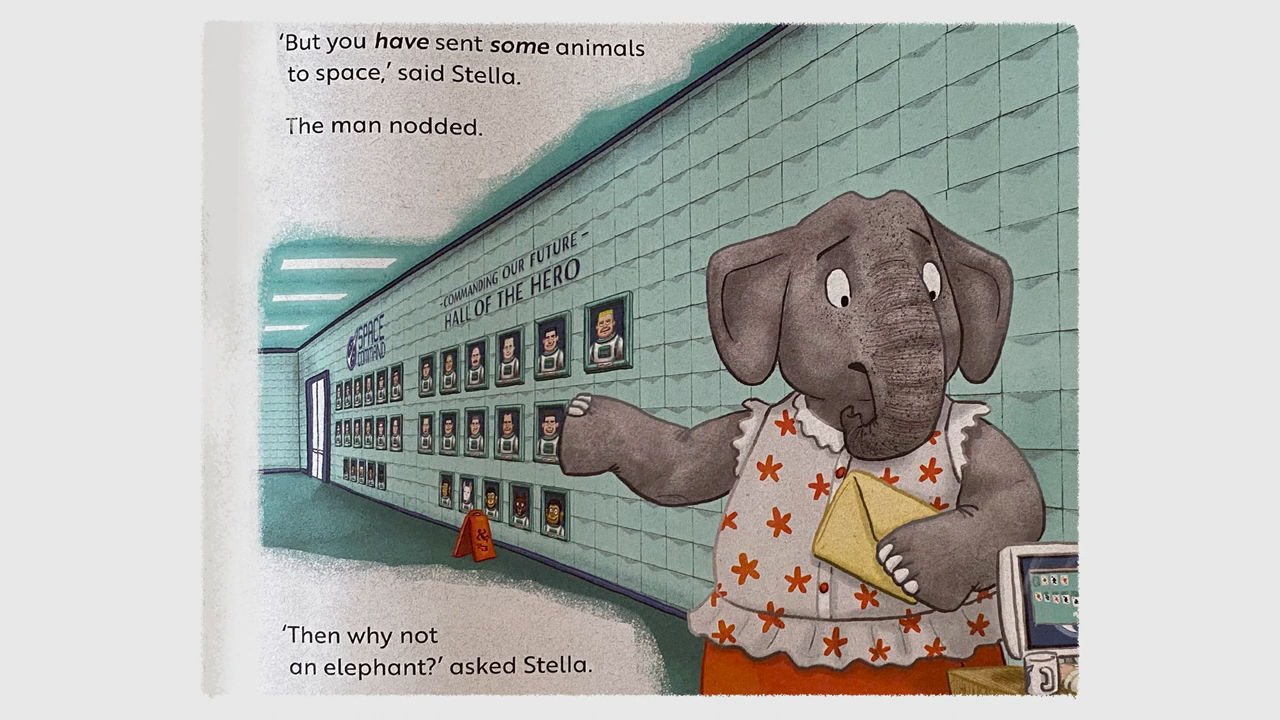 ‘But you have sent some animals
to space,’ said Stella.
The man nodded.
- COMMANDING OUR FUTURE -
HALL OF THE HERO
SPACE
COMMAND
‘Then why not
an elephant?’ asked Stella.